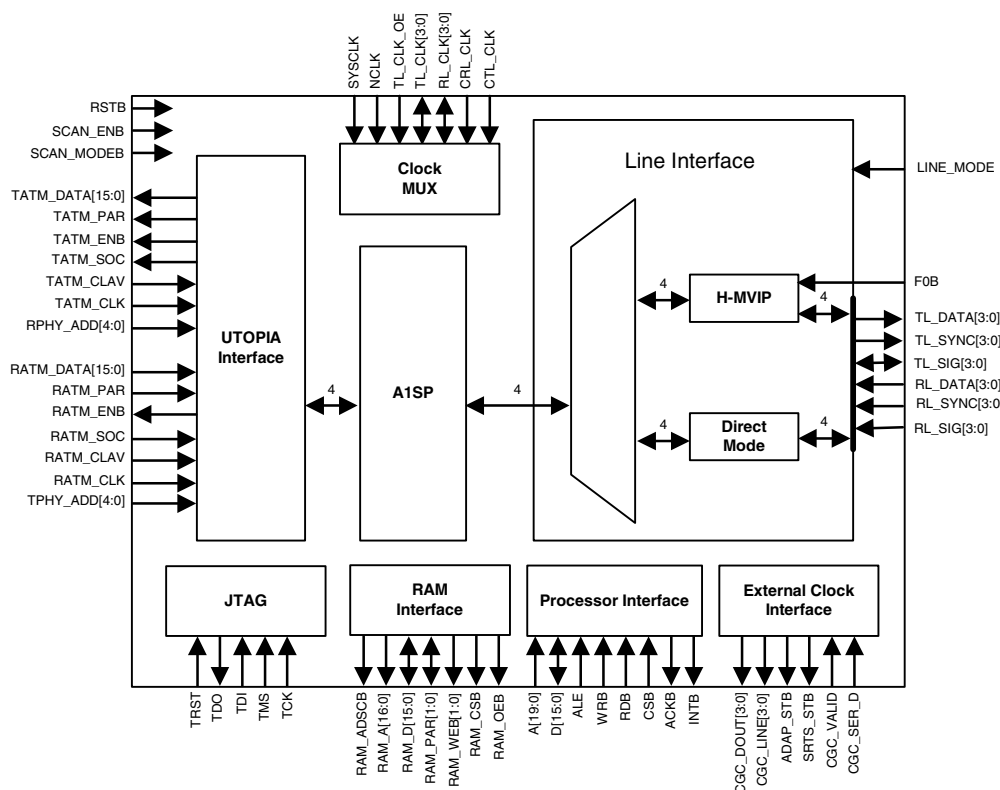 SYSCLK
NCLK
TL_CLK_OE
TL_CLK[3:0]
RL_CLK[3:0]
CRL_CLK
CTL_CLK
RSTB
SCAN_ENB
SCAN_MODEB
Clock
MUX
Line Interface
LINE_MODE
TATM_DATA[15:0]
TATM_PAR
TATM_ENB
TATM_SOC
TATM_CLAV
TATM_CLK
RPHY_ADD[4:0]
RATM_DATA[15:0]
RATM_PAR
RATM_ENB
RATM_SOC
RATM_CLAV
RATM_CLK
TPHY_ADD[4:0]
UTOPIA
Interface
4
A1SP
4
4
H-MVIP
4
4
Direct
Mode
4
F0B
TL_DATA[3:0]
TL_SYNC[3:0]
TL_SIG[3:0]
RL_DATA[3:0]
RL_SYNC[3:0
RL_SIG[3:0]
JTAG
RAM
Interface
Processor Interface
External Clock
Interface
TRST
TDO
TDI
TMS
TCK
RAM_ADSCB
RAM_A[16:0]
RAM_D[15:0]
RAM_PAR[1:0]
RAM_WEB[1:0]
RAM_CSB
RAM_OEB
A[19:0]
D[15:0]
ALE
WRB
RDB
CSB
ACKB
INTB
CGC_DOUT[3:0]
CGC_LINE[3:0]
ADAP_STB
SRTS_STB
CGC_VALID
CGC_SER_D